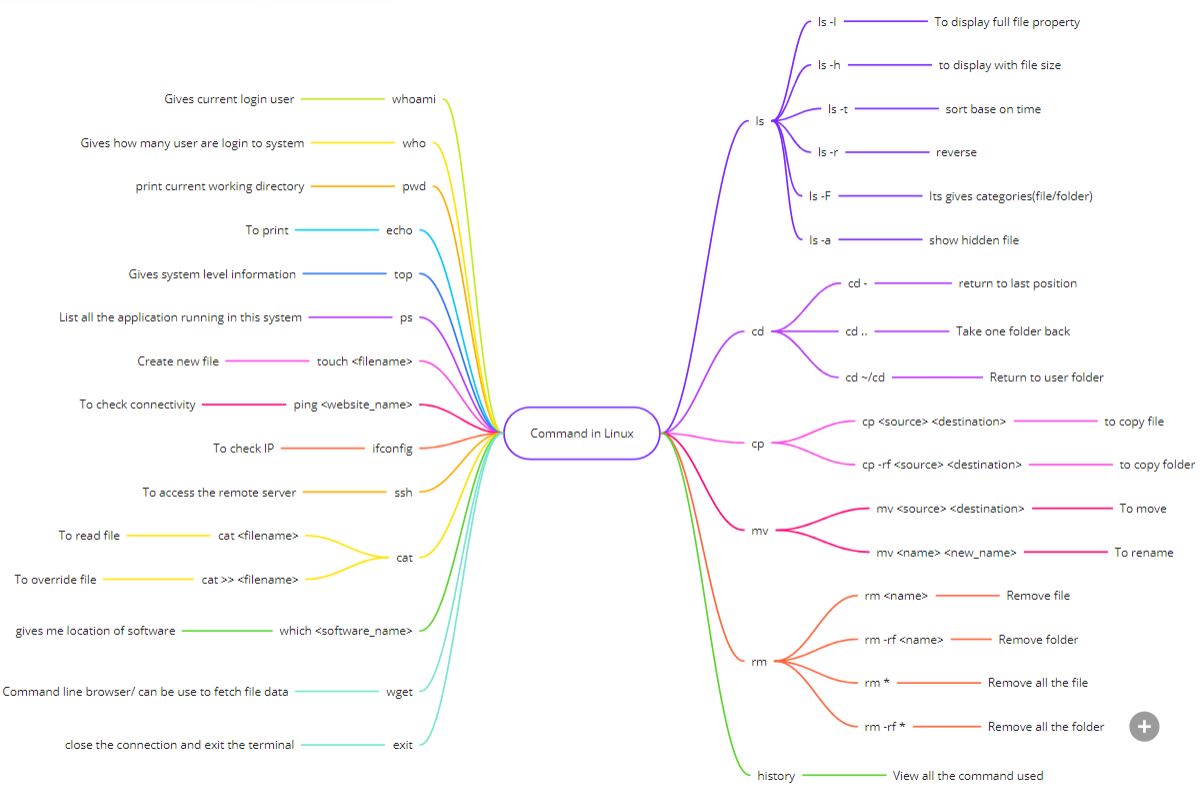 Command in Linux
whoami
Gives current login user
who
Gives how many user are login to system
pwd
print current working directory
echo
To print
top
Gives system level information
ps
List all the application running in this system
touch <filename>
Create new file
ping <website_name>
To check connectivity
ifconfig
To check IP
ssh
To access the remote server
cat
cat <filename>
To read file
cat >> <filename>
To override file
which <software_name>
gives me location of software
wget
Command line browser/ can be use to fetch file data
exit
close the connection and exit the terminal
ls
ls -l
To display full file property
ls -h
to display with file size
ls -t
sort base on time
ls -r
reverse
ls -F
Its gives categories(file/folder)
ls -a
show hidden file
cd
cd -
return to last position
cd ..
Take one folder back
cd ~/cd
Return to user folder
cp
cp <source> <destination>
to copy file
cp -rf <source> <destination>
to copy folder
mv
mv <source> <destination>
To move
mv <name> <new_name>
To rename
rm
rm <name>
Remove file
rm -rf <name>
Remove folder
rm *
Remove all the file
rm -rf *
Remove all the folder
history
View all the command used